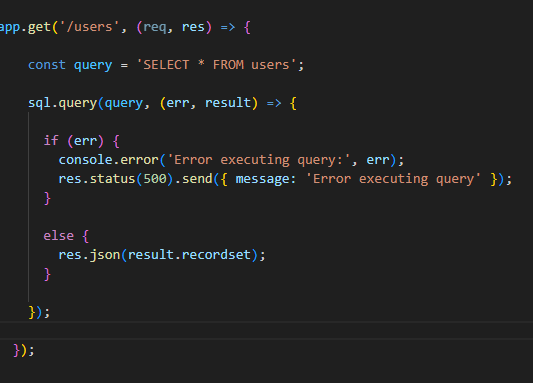 app.get('/users', (req, res) => {
const query = 'SELECT * FROM users';
sql.query(query, (err, result) => {
if (err) {
console.error('Error executing query:', err);
res.status(500).send({ message: 'Error executing query' });
}
else {
res.json(result.recordset);
}
});
});